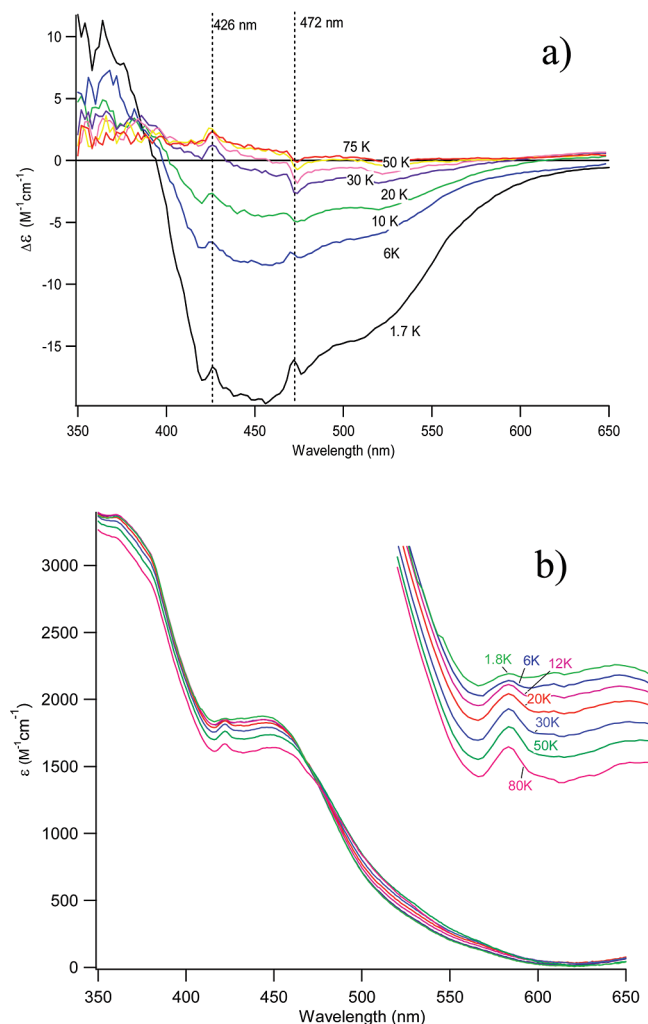 426 nm
472 nm
a)
10
5
0
-5
-10
-15
Δε (M⁻¹cm⁻¹)
75 K
50 K
30 K
20 K
10 K
6K
1.7 K
350 400 450 500 550 600 650
Wavelength (nm)
b)
3000
2500
2000
1500
1000
500
0
ε (M⁻¹cm⁻¹)
1.8K
6K
12K
20K
30K
50K
80K
350 400 450 500 550 600 650
Wavelength (nm)